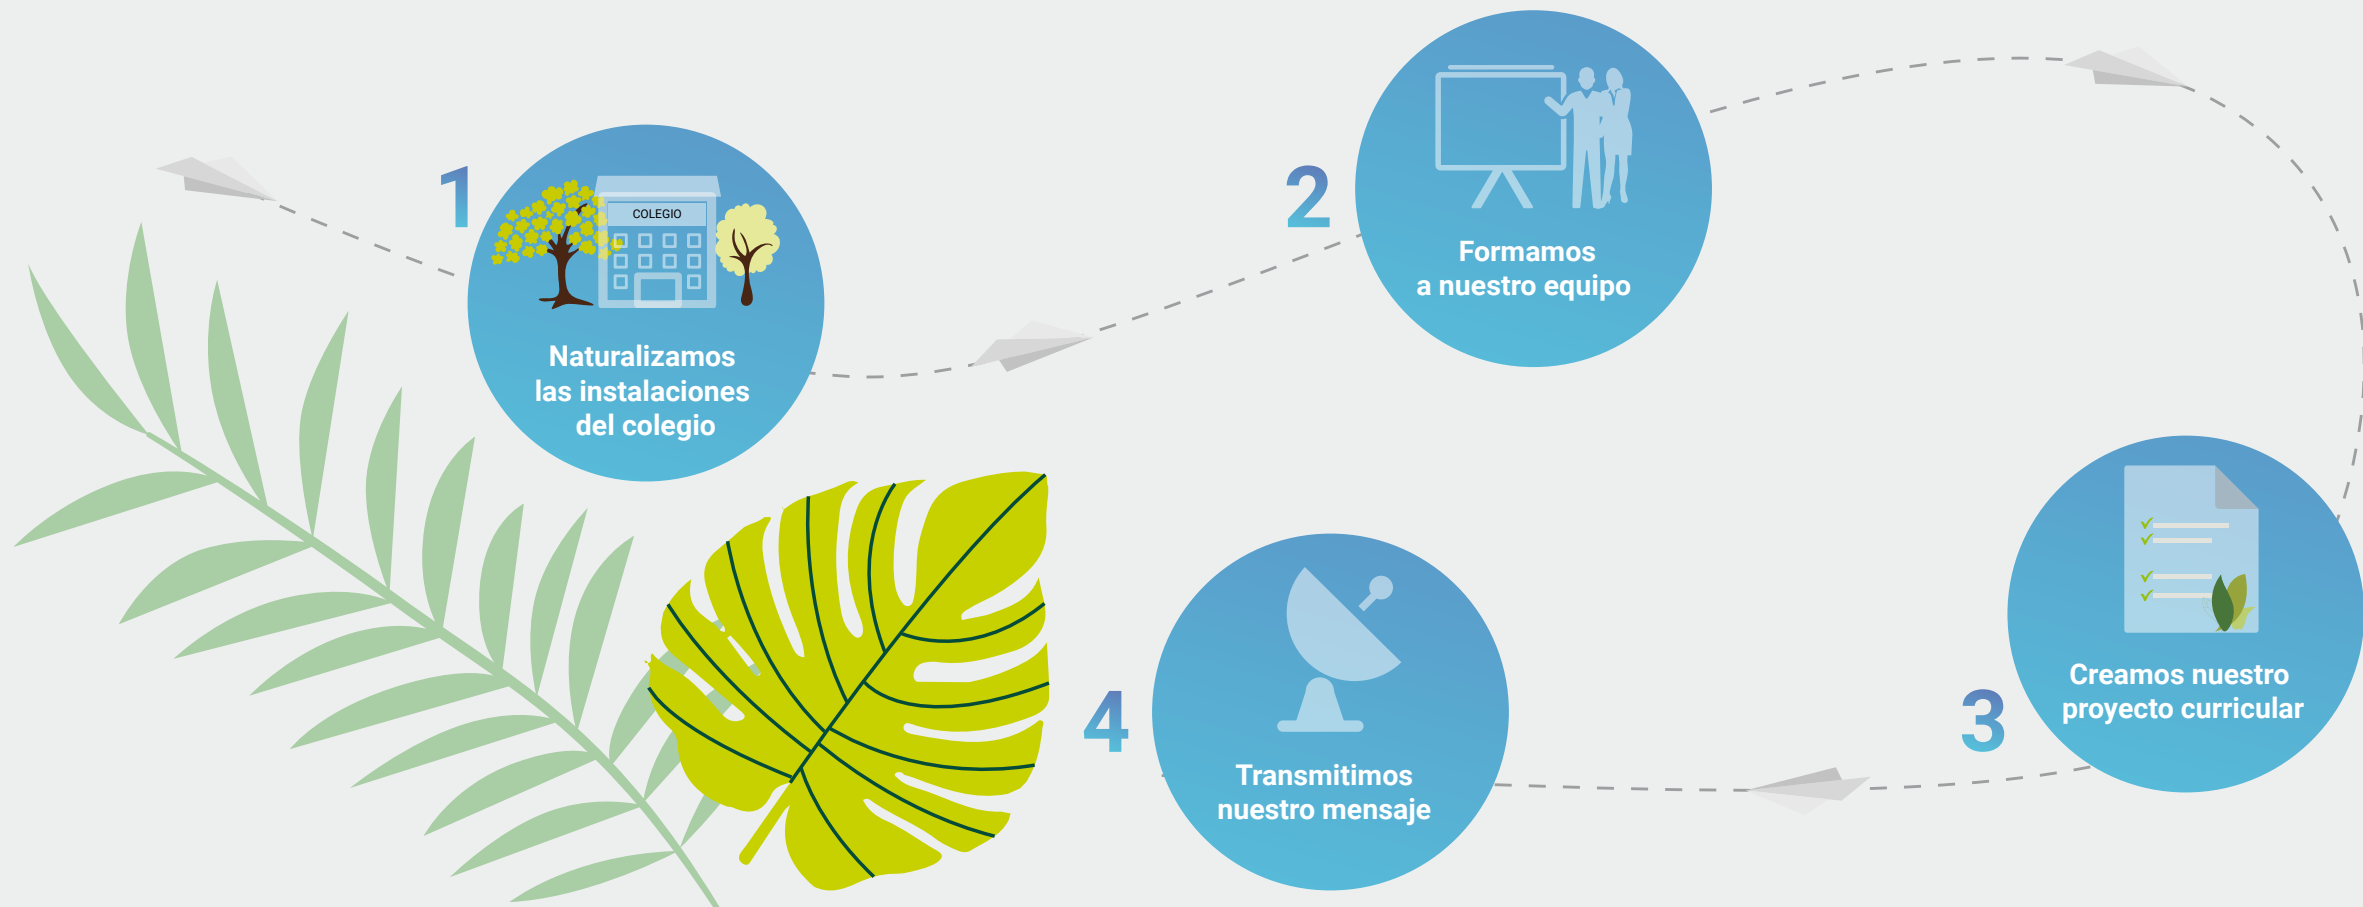 1
COLEGIO
Naturalizamos
las instalaciones
del colegio
2
Formamos
a nuestro equipo
3
Creamos nuestro
proyecto curricular
4
Transmitimos
nuestro mensaje